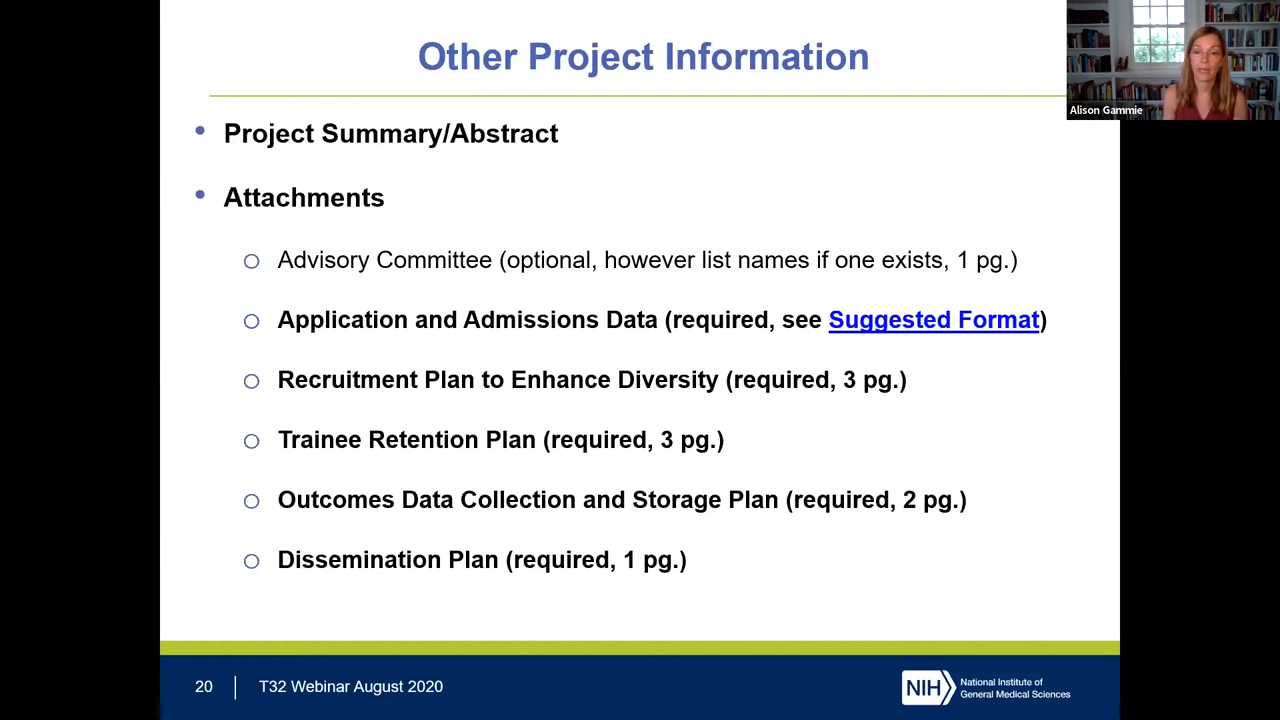 Other Project Information
Alison Gammie
• Project Summary/Abstract
• Attachments
Advisory Committee (optional, however list names if one exists, 1 pg.)
Application and Admissions Data (required, see Suggested Format)
Recruitment Plan to Enhance Diversity (required, 3 pg.)
Trainee Retention Plan (required, 3 pg.)
Outcomes Data Collection and Storage Plan (required, 2 pg.)
Dissemination Plan (required, 1 pg.)
20
T32 Webinar August 2020
NIH
National Institute of
General Medical Sciences